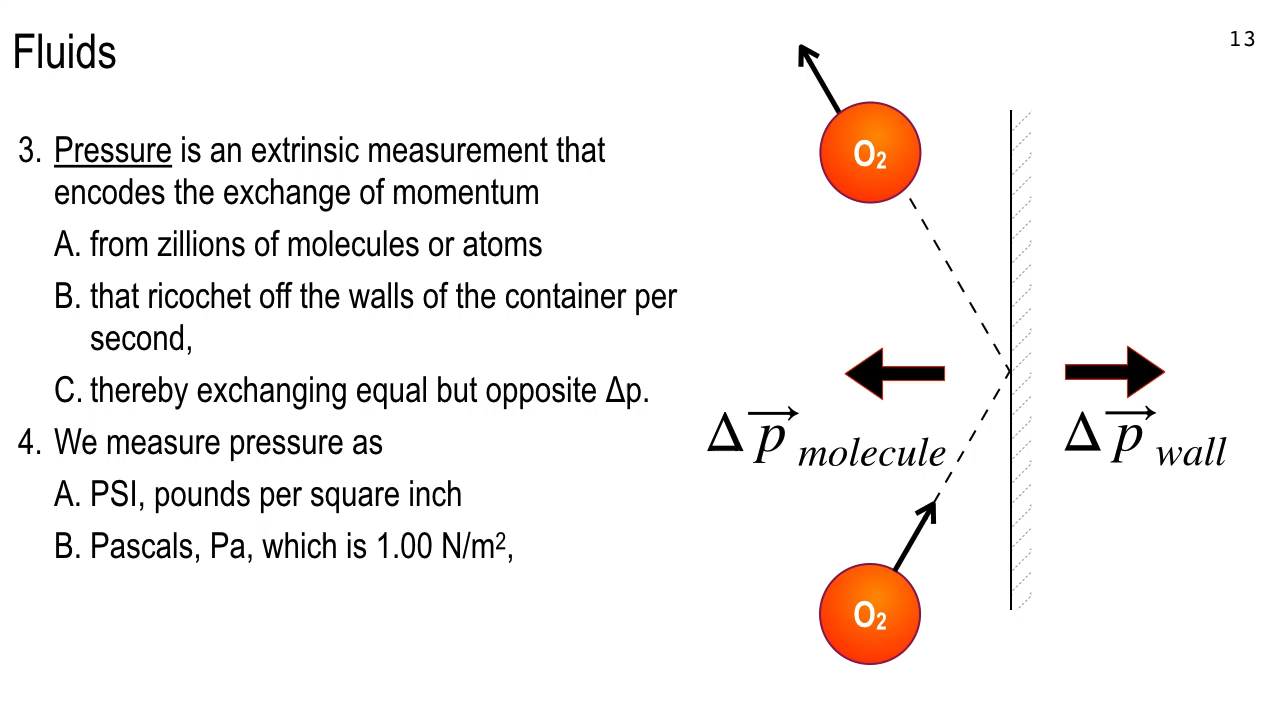 Fluids
13
3. Pressure is an extrinsic measurement that
encodes the exchange of momentum
A. from zillions of molecules or atoms
B. that ricochet off the walls of the container per
second,
C. thereby exchanging equal but opposite Δp.
4. We measure pressure as
A. PSI, pounds per square inch
B. Pascals, Pa, which is 1.00 N/m²,
O₂
Δp⃗ molecule
Δp⃗ wall
O₂